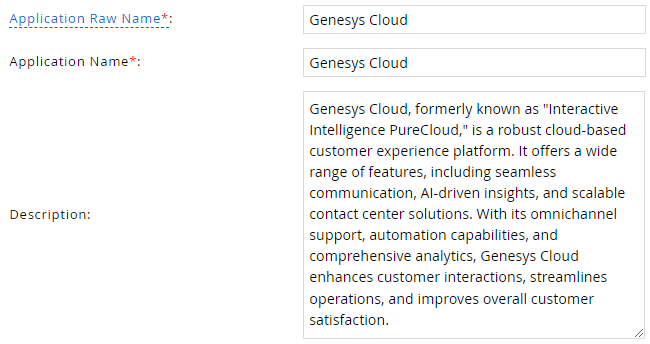 Application Raw Name*:
Genesys Cloud
Application Name*:
Genesys Cloud
Description:
Genesys Cloud, formerly known as "Interactive
Intelligence PureCloud," is a robust cloud-based
customer experience platform. It offers a wide
range of features, including seamless
communication, AI-driven insights, and scalable
contact center solutions. With its omnichannel
support, automation capabilities, and
comprehensive analytics, Genesys Cloud
enhances customer interactions, streamlines
operations, and improves overall customer
satisfaction.